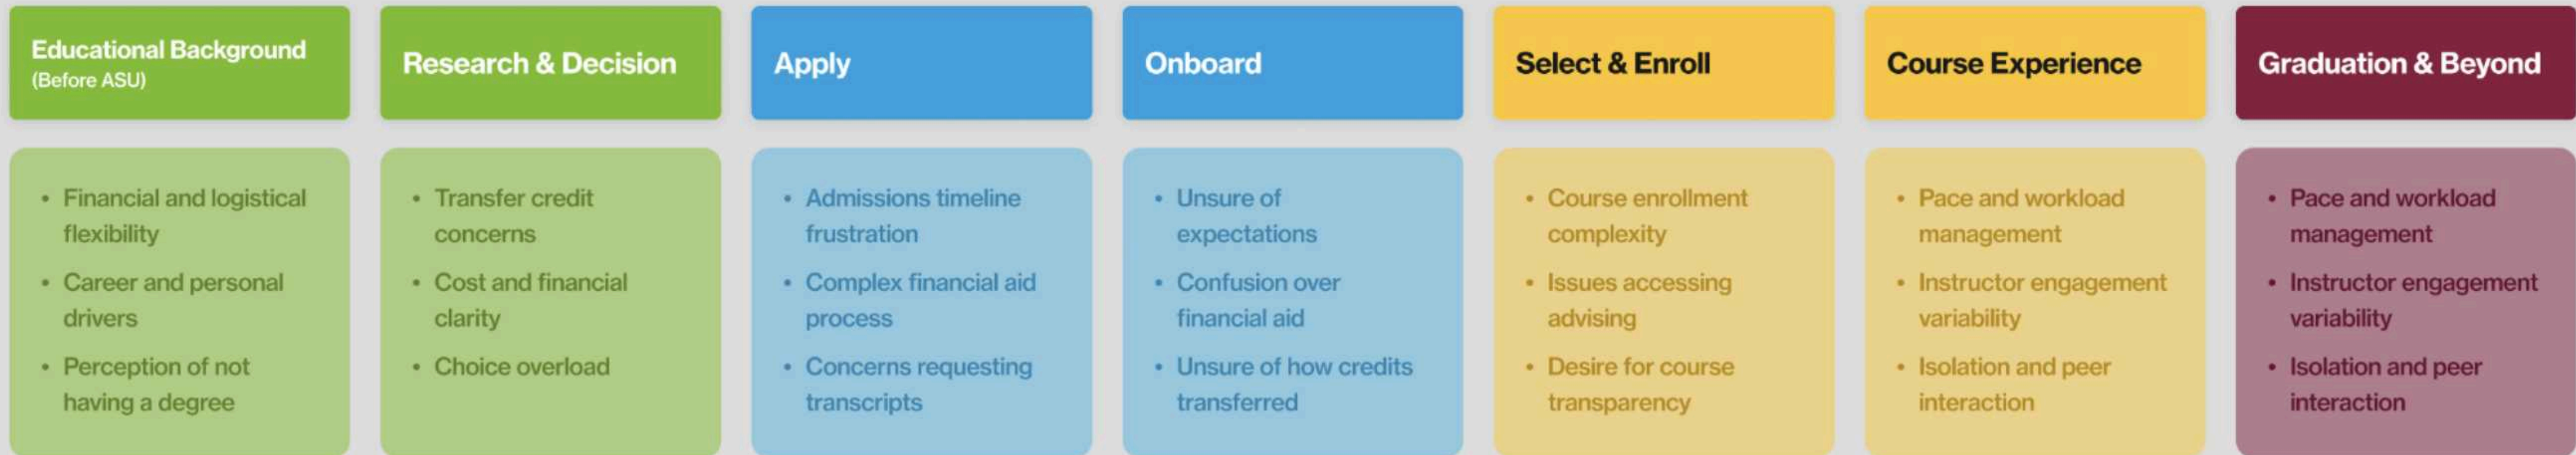 Educational Background
(Before ASU)
Research & Decision
Apply
Onboard
Select & Enroll
Course Experience
Graduation & Beyond
• Financial and logistical
flexibility
• Career and personal
drivers
• Perception of not
having a degree
• Transfer credit
concerns
• Cost and financial
clarity
• Choice overload
• Admissions timeline
frustration
• Complex financial aid
process
• Concerns requesting
transcripts
• Unsure of
expectations
• Confusion over
financial aid
• Unsure of how credits
transferred
• Course enrollment
complexity
• Issues accessing
advising
• Desire for course
transparency
• Pace and workload
management
• Instructor engagement
variability
• Isolation and peer
interaction
• Pace and workload
management
• Instructor engagement
variability
• Isolation and peer
interaction